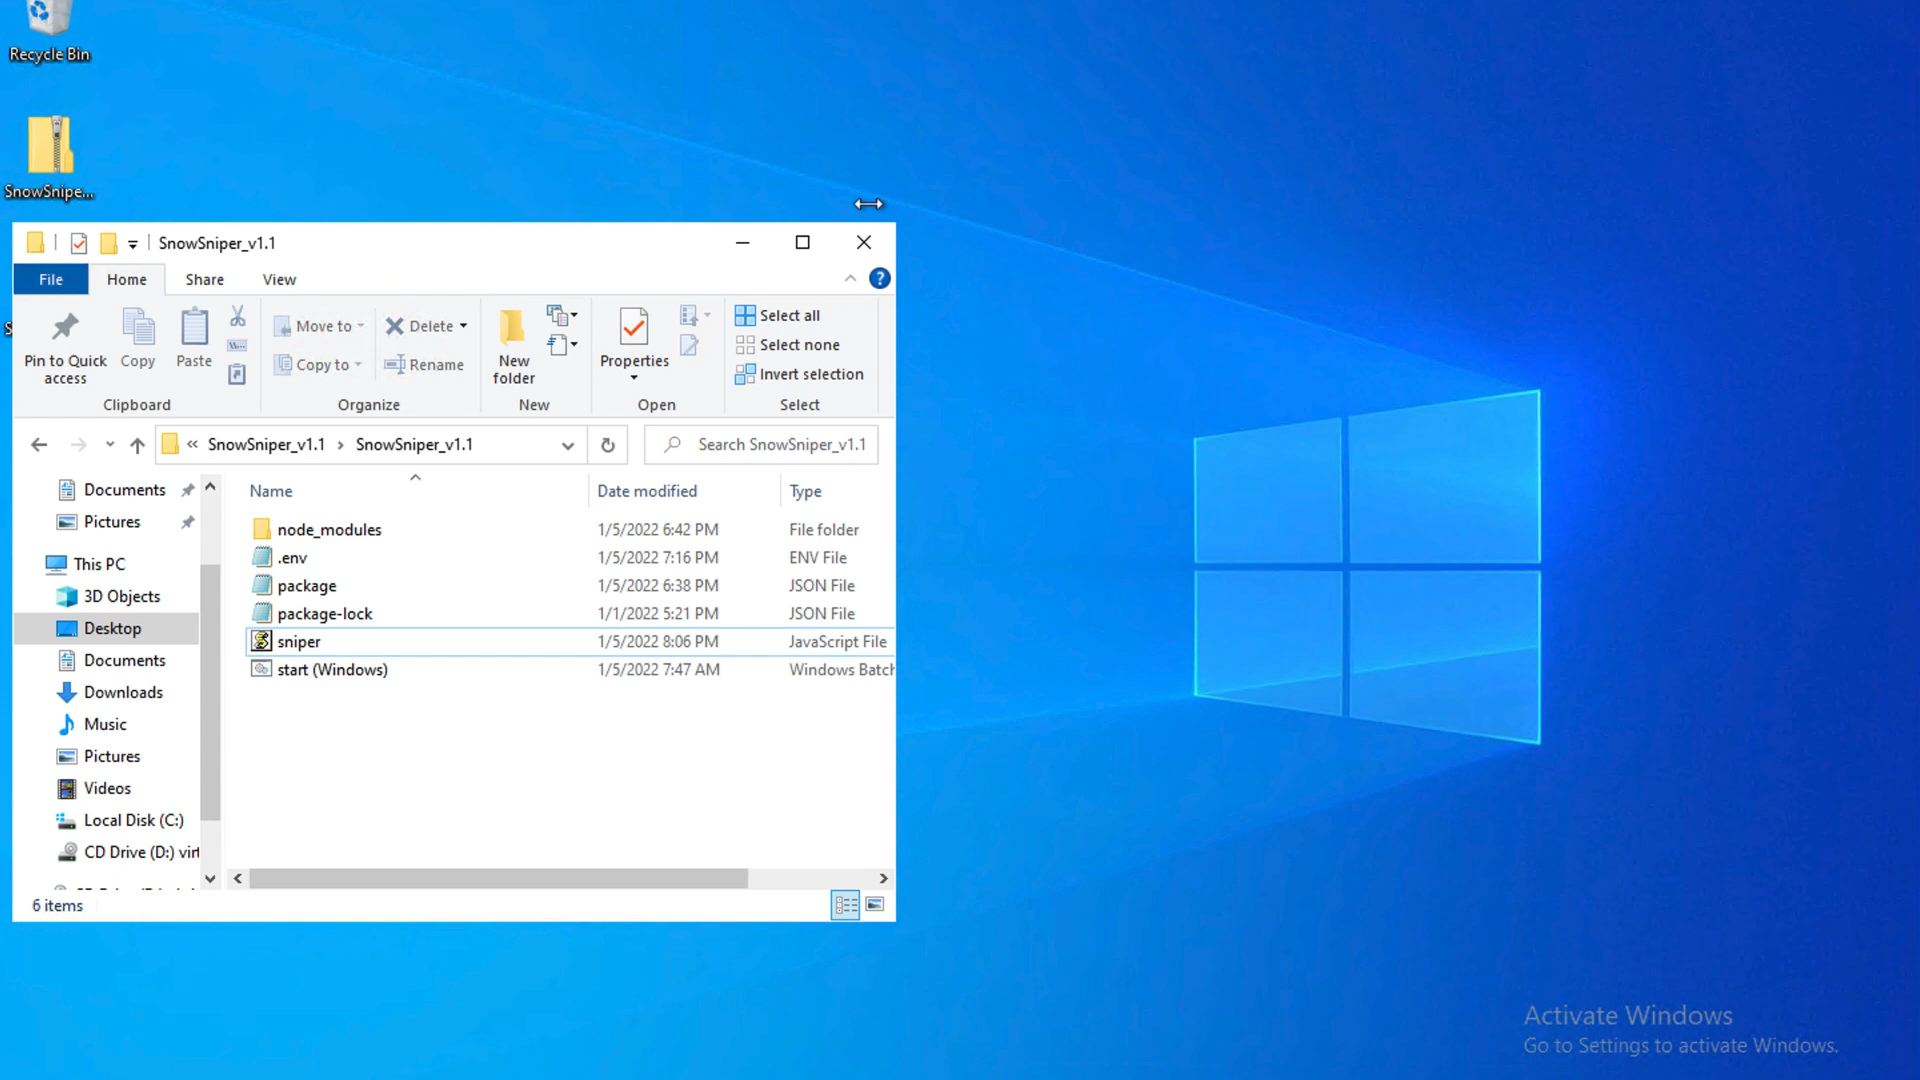 Recycle Bin
SnowSnipe...
SnowSniper_v1.1
File Home Share View
Pin to Quick access
Copy
Paste
Clipboard
Move to
Copy to
Delete
Rename
Organize
New folder
New
Properties
Open
Select all
Select none
Invert selection
Select
« SnowSniper_v1.1 › SnowSniper_v1.1
Search SnowSniper_v1.1
Documents
Pictures
This PC
3D Objects
Desktop
Documents
Downloads
Music
Pictures
Videos
Local Disk (C:)
CD Drive (D:) virt
Name Date modified Type
node_modules 1/5/2022 6:42 PM File folder
.env 1/5/2022 7:16 PM ENV File
package 1/5/2022 6:38 PM JSON File
package-lock 1/1/2022 5:21 PM JSON File
sniper 1/5/2022 8:06 PM JavaScript File
start (Windows) 1/5/2022 7:47 AM Windows Batch
6 items
Activate Windows
Go to Settings to activate Windows.